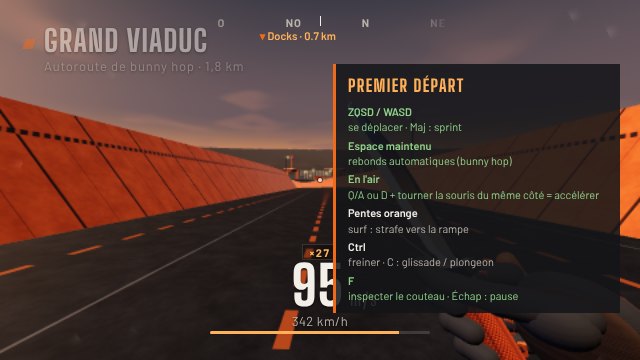 O NO N NE
▼Docks · 0.7 km
GRAND VIADUC
Autoroute de bunny hop · 1,8 km
PREMIER DÉPART
ZQSD / WASD
se déplacer · Maj : sprint
Espace maintenu
rebonds automatiques (bunny hop)
En l'air
Q/A ou D + tourner la souris du même côté = accélérer
Pentes orange
surf : strafe vers la rampe
Ctrl
freiner · C : glissade / plongeon
F
inspecter le couteau · Échap : pause
×27
95
342 km/h